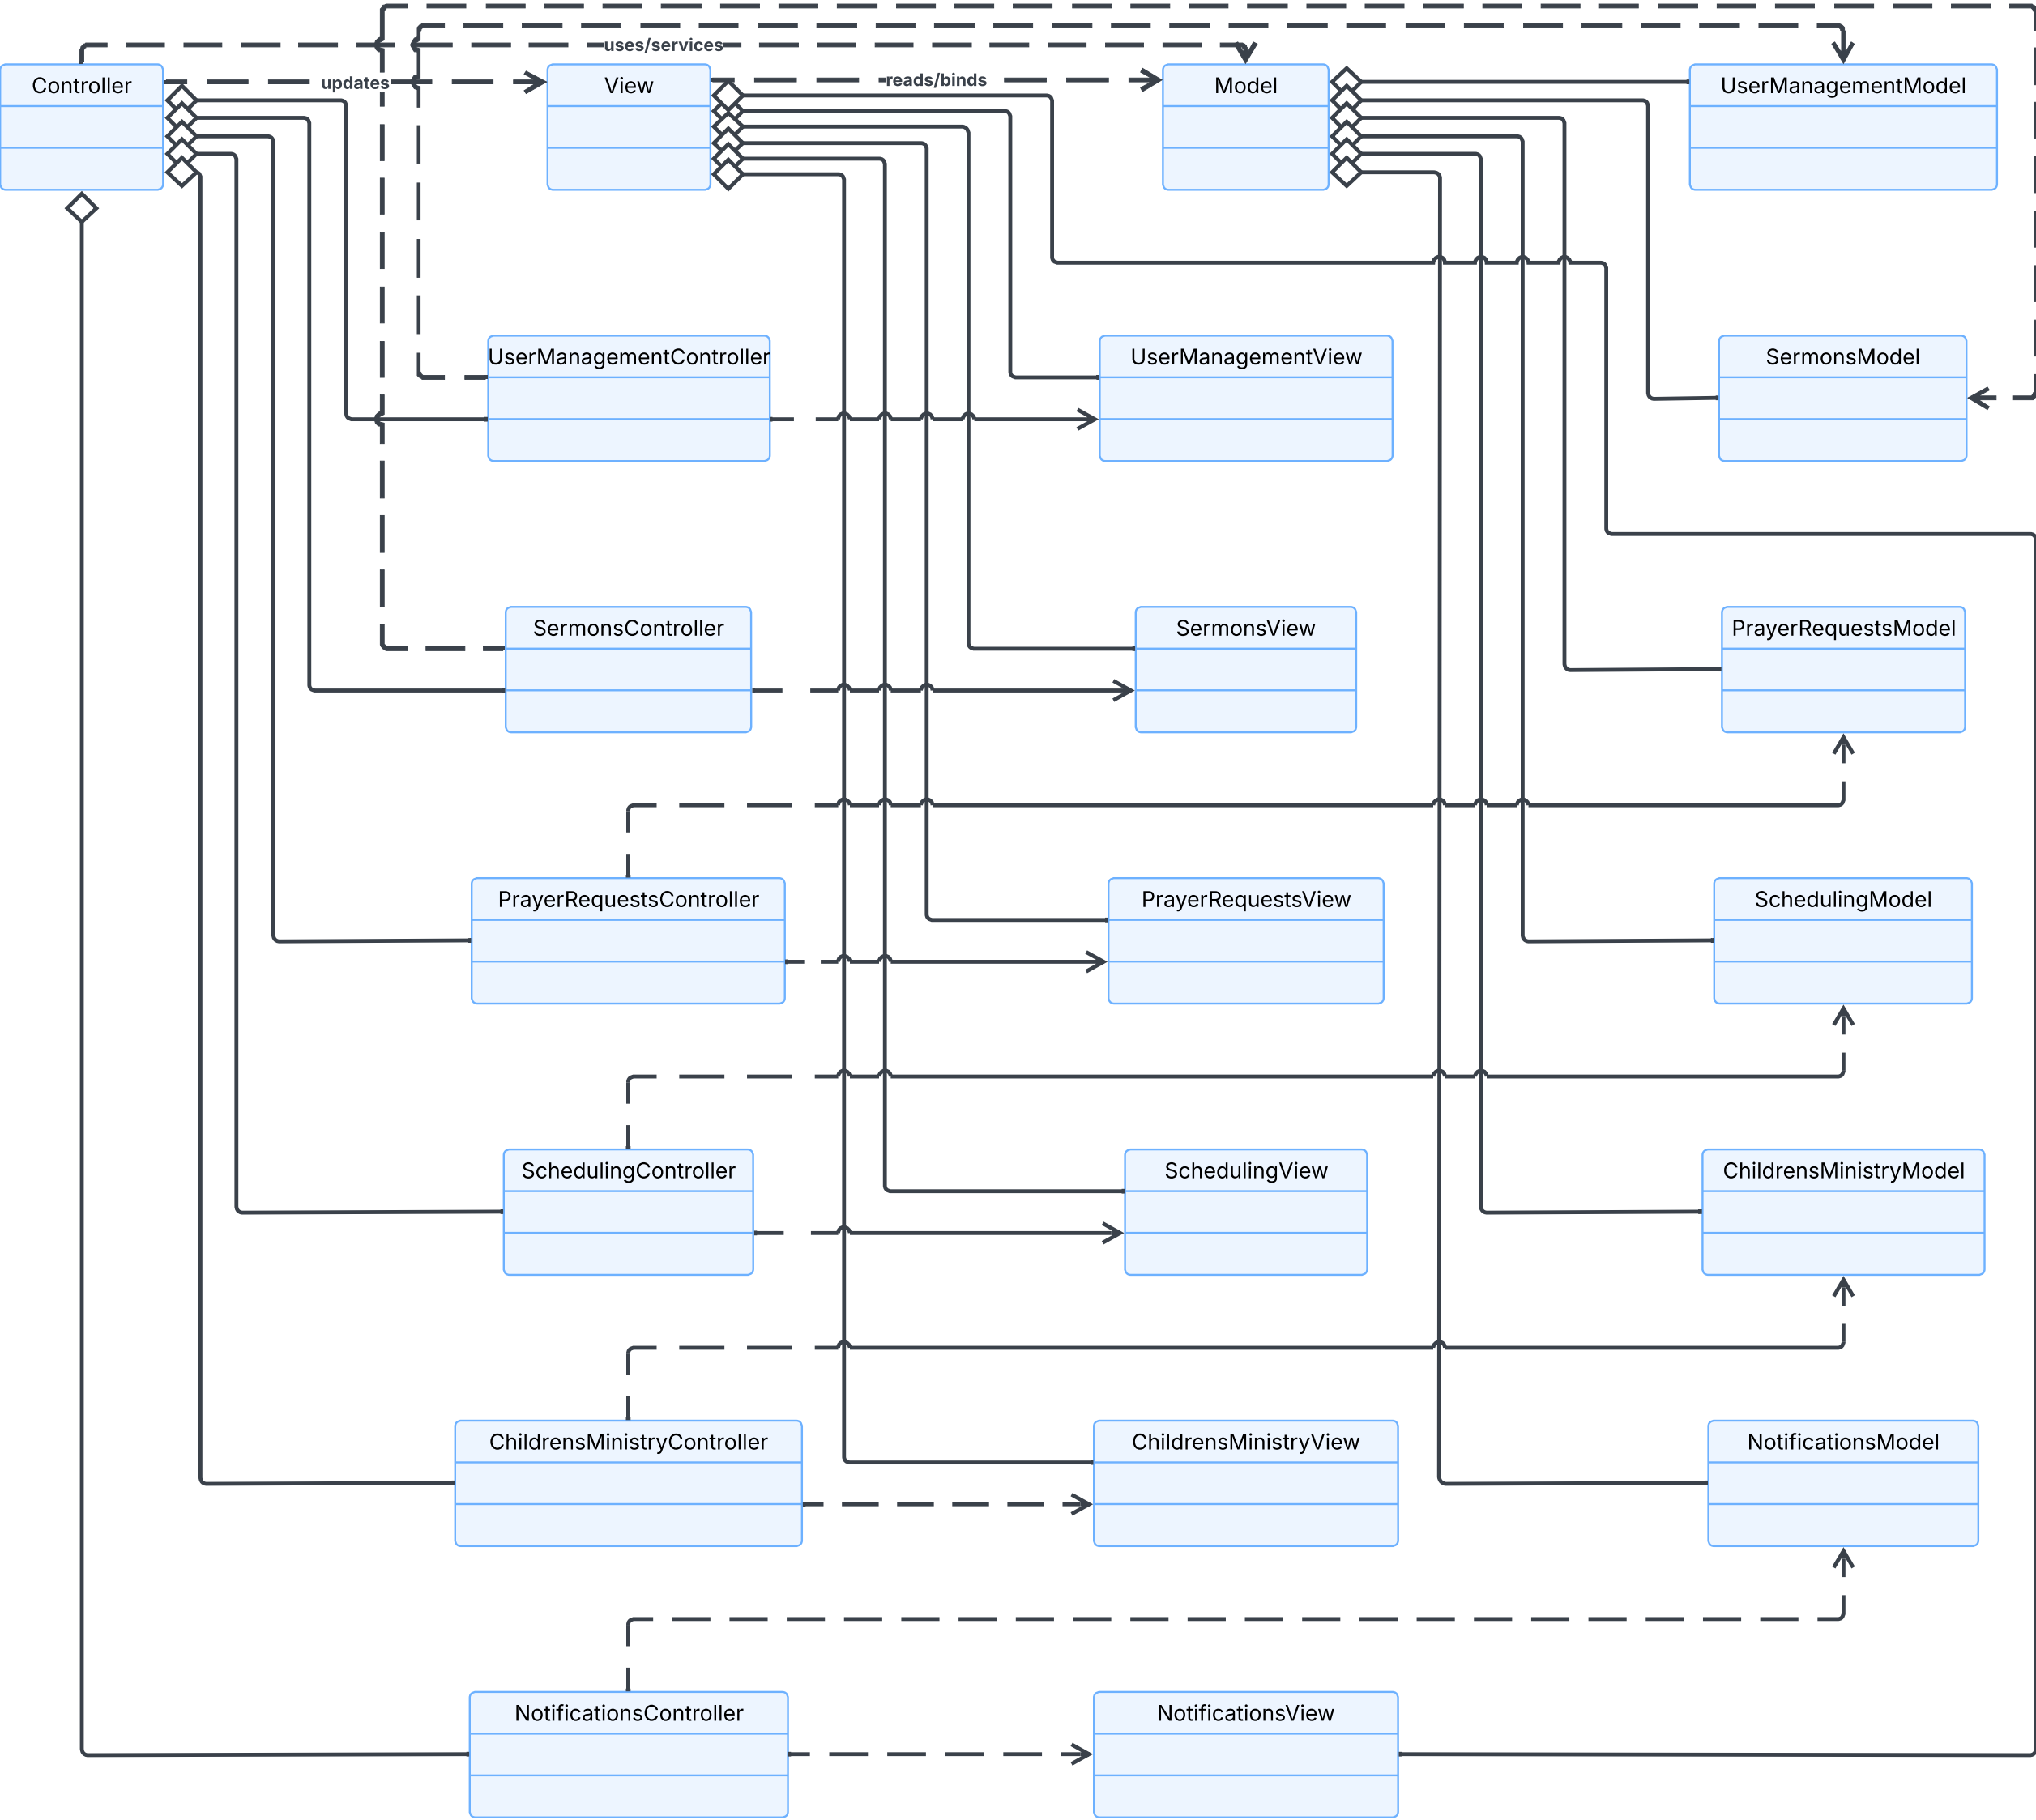 uses/services
Controller
updates
View
reads/binds
Model
UserManagementModel
UserManagementController
UserManagementView
SermonsModel
SermonsController
SermonsView
PrayerRequestsModel
PrayerRequestsController
PrayerRequestsView
SchedulingModel
SchedulingController
SchedulingView
ChildrensMinistryModel
ChildrensMinistryController
ChildrensMinistryView
NotificationsModel
NotificationsController
NotificationsView